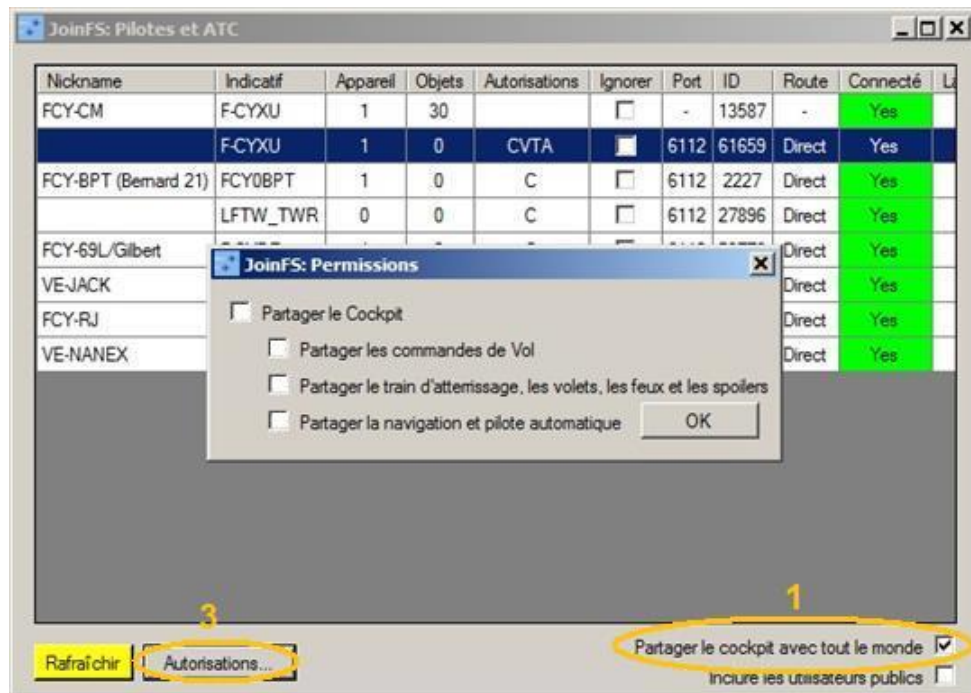 JoinFS: Pilotes et ATC
Nickname Indicatif Appareil Objets Autorisations Ignorer Port ID Route Connecté
FCY-CM F-CYXU 1 30 - 13587 - Yes
F-CYXU 1 0 CVTA 6112 61659 Direct Yes
FCY-BPT (Bernard 21) FCY0BPT 1 0 C 6112 2227 Direct Yes
LFTW_TWR 0 0 C 6112 27896 Direct Yes
FCY-69L/Gilbert Direct Yes
VE-JACK Direct Yes
FCY-RJ Direct Yes
VE-NANEX Direct Yes
JoinFS: Permissions
Partager le Cockpit
Partager les commandes de Vol
Partager le train d'atterrissage, les volets, les feux et les spoilers
Partager la navigation et pilote automatique OK
3 1
Rafraîchir Autorisations... Partager le cockpit avec tout le monde
Inclure les utilisateurs publics